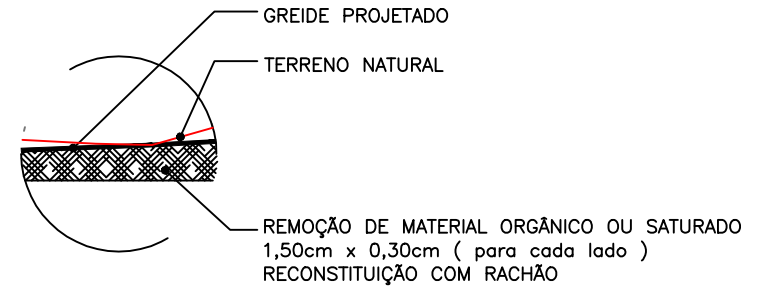 GREIDE PROJETADO
TERRENO NATURAL
REMOÇÃO DE MATERIAL ORGÂNICO OU SATURADO
1,50cm x 0,30cm ( para cada lado )
RECONSTITUIÇÃO COM RACHÃO